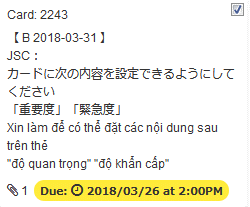 Card: 2243
【 B 2018-03-31 】
JSC：
カードに次の内容を設定できるようにして
ください
「重要度」「緊急度」
Xin làm để có thể đặt các nội dung sau
trên thẻ
"độ quan trọng" "độ khẩn cấp"
1 Due: 2018/03/26 at 2:00PM